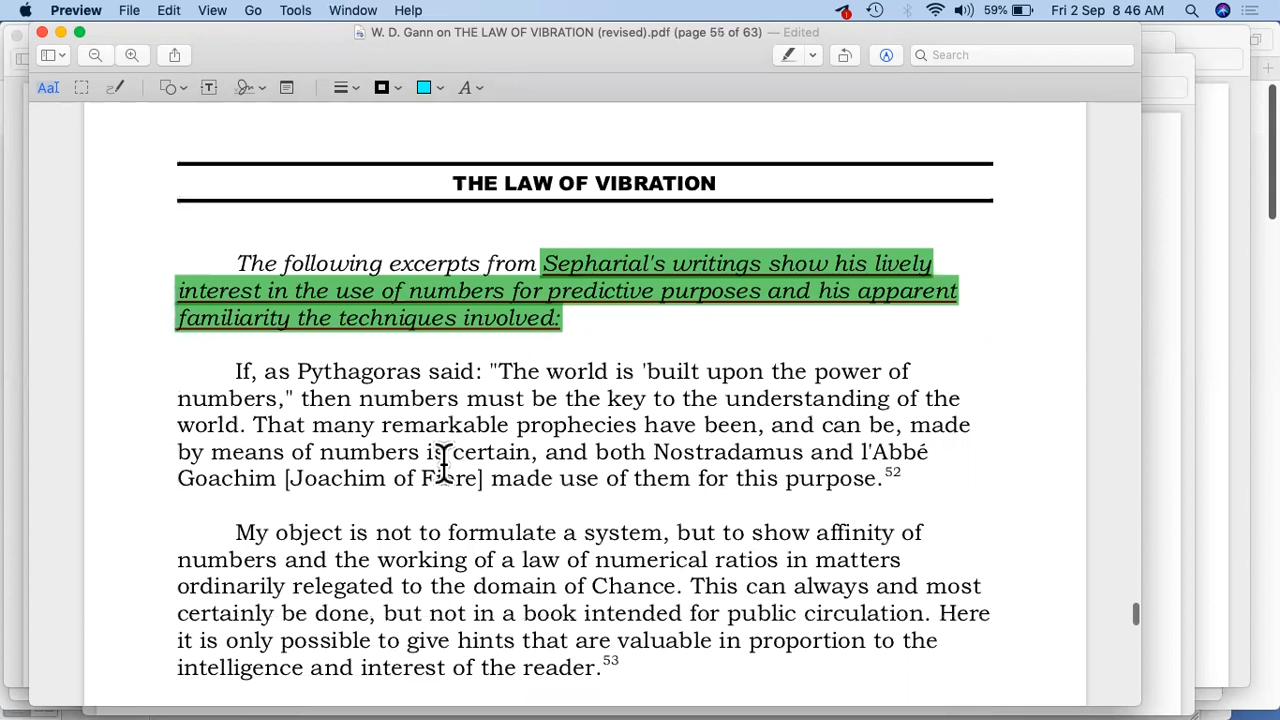 Preview File Edit View Go Tools Window Help 59% Fri 2 Sep 8 46 AM
W. D. Gann on THE LAW OF VIBRATION (revised).pdf (page 55 of 63) — Edited
Search
AaI T A
THE LAW OF VIBRATION
The following excerpts from Sepharial's writings show his lively
interest in the use of numbers for predictive purposes and his apparent
familiarity the techniques involved:
If, as Pythagoras said: "The world is 'built upon the power of
numbers," then numbers must be the key to the understanding of the
world. That many remarkable prophecies have been, and can be, made
by means of numbers is certain, and both Nostradamus and l'Abbé
Goachim [Joachim of Fiore] made use of them for this purpose.52
My object is not to formulate a system, but to show affinity of
numbers and the working of a law of numerical ratios in matters
ordinarily relegated to the domain of Chance. This can always and most
certainly be done, but not in a book intended for public circulation. Here
it is only possible to give hints that are valuable in proportion to the
intelligence and interest of the reader.53